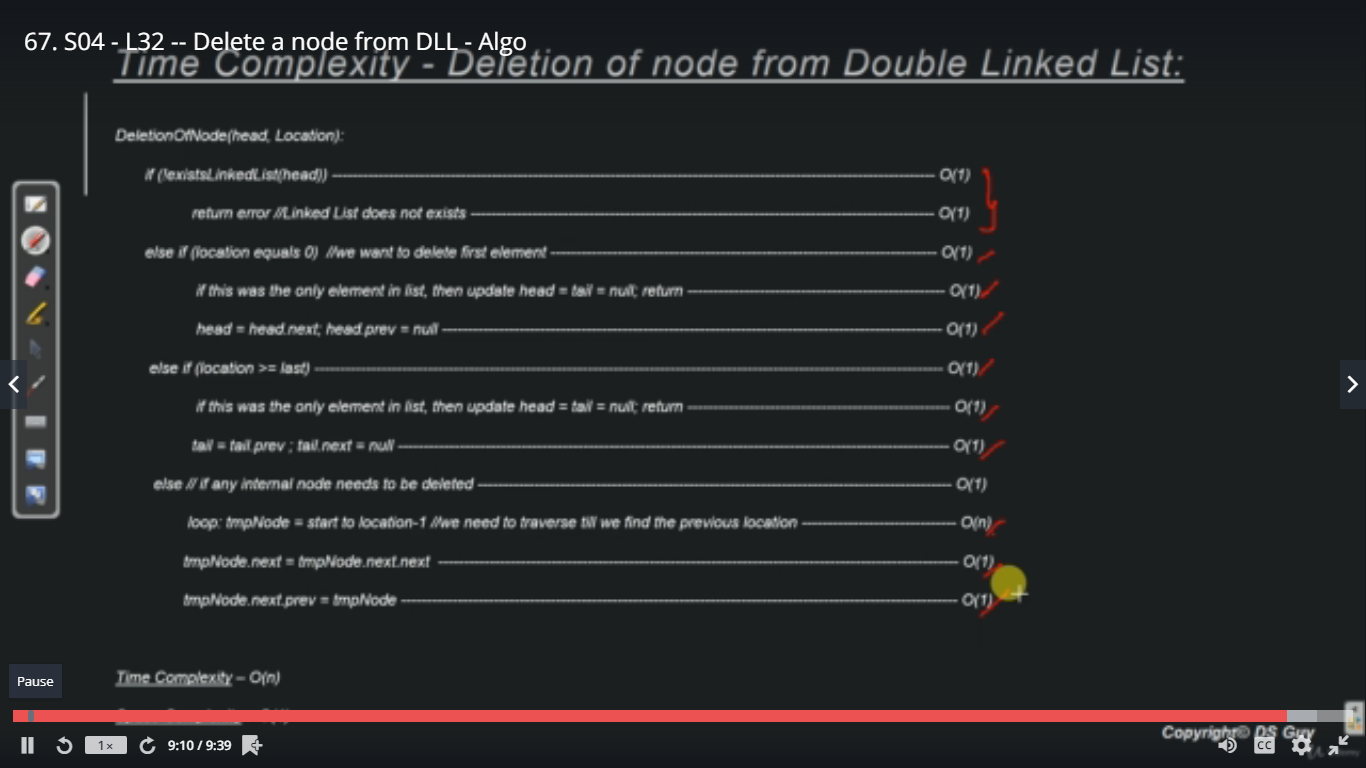 67. S04 - L32 -- Delete a node from DLL - Algo
Time Complexity - Deletion of node from Double Linked List:
DeletionOfNode(head, Location):
if (!existsLinkedList(head)) O(1)
return error //Linked List does not exists O(1)
else if (location equals 0) //we want to delete first element O(1)
if this was the only element in list, then update head = tail = null; return O(1)
head = head.next; head.prev = null O(1)
else if (location >= last) O(1)
if this was the only element in list, then update head = tail = null; return O(1)
tail = tail.prev ; tail.next = null O(1)
else // if any internal node needs to be deleted O(1)
loop: tmpNode = start to location-1 //we need to traverse till we find the previous location O(n)
tmpNode.next = tmpNode.next.next O(1)
tmpNode.next.prev = tmpNode O(1)
Time Complexity – O(n)
Pause
Copyright© DS Guy
1x
9:10 / 9:39
CC